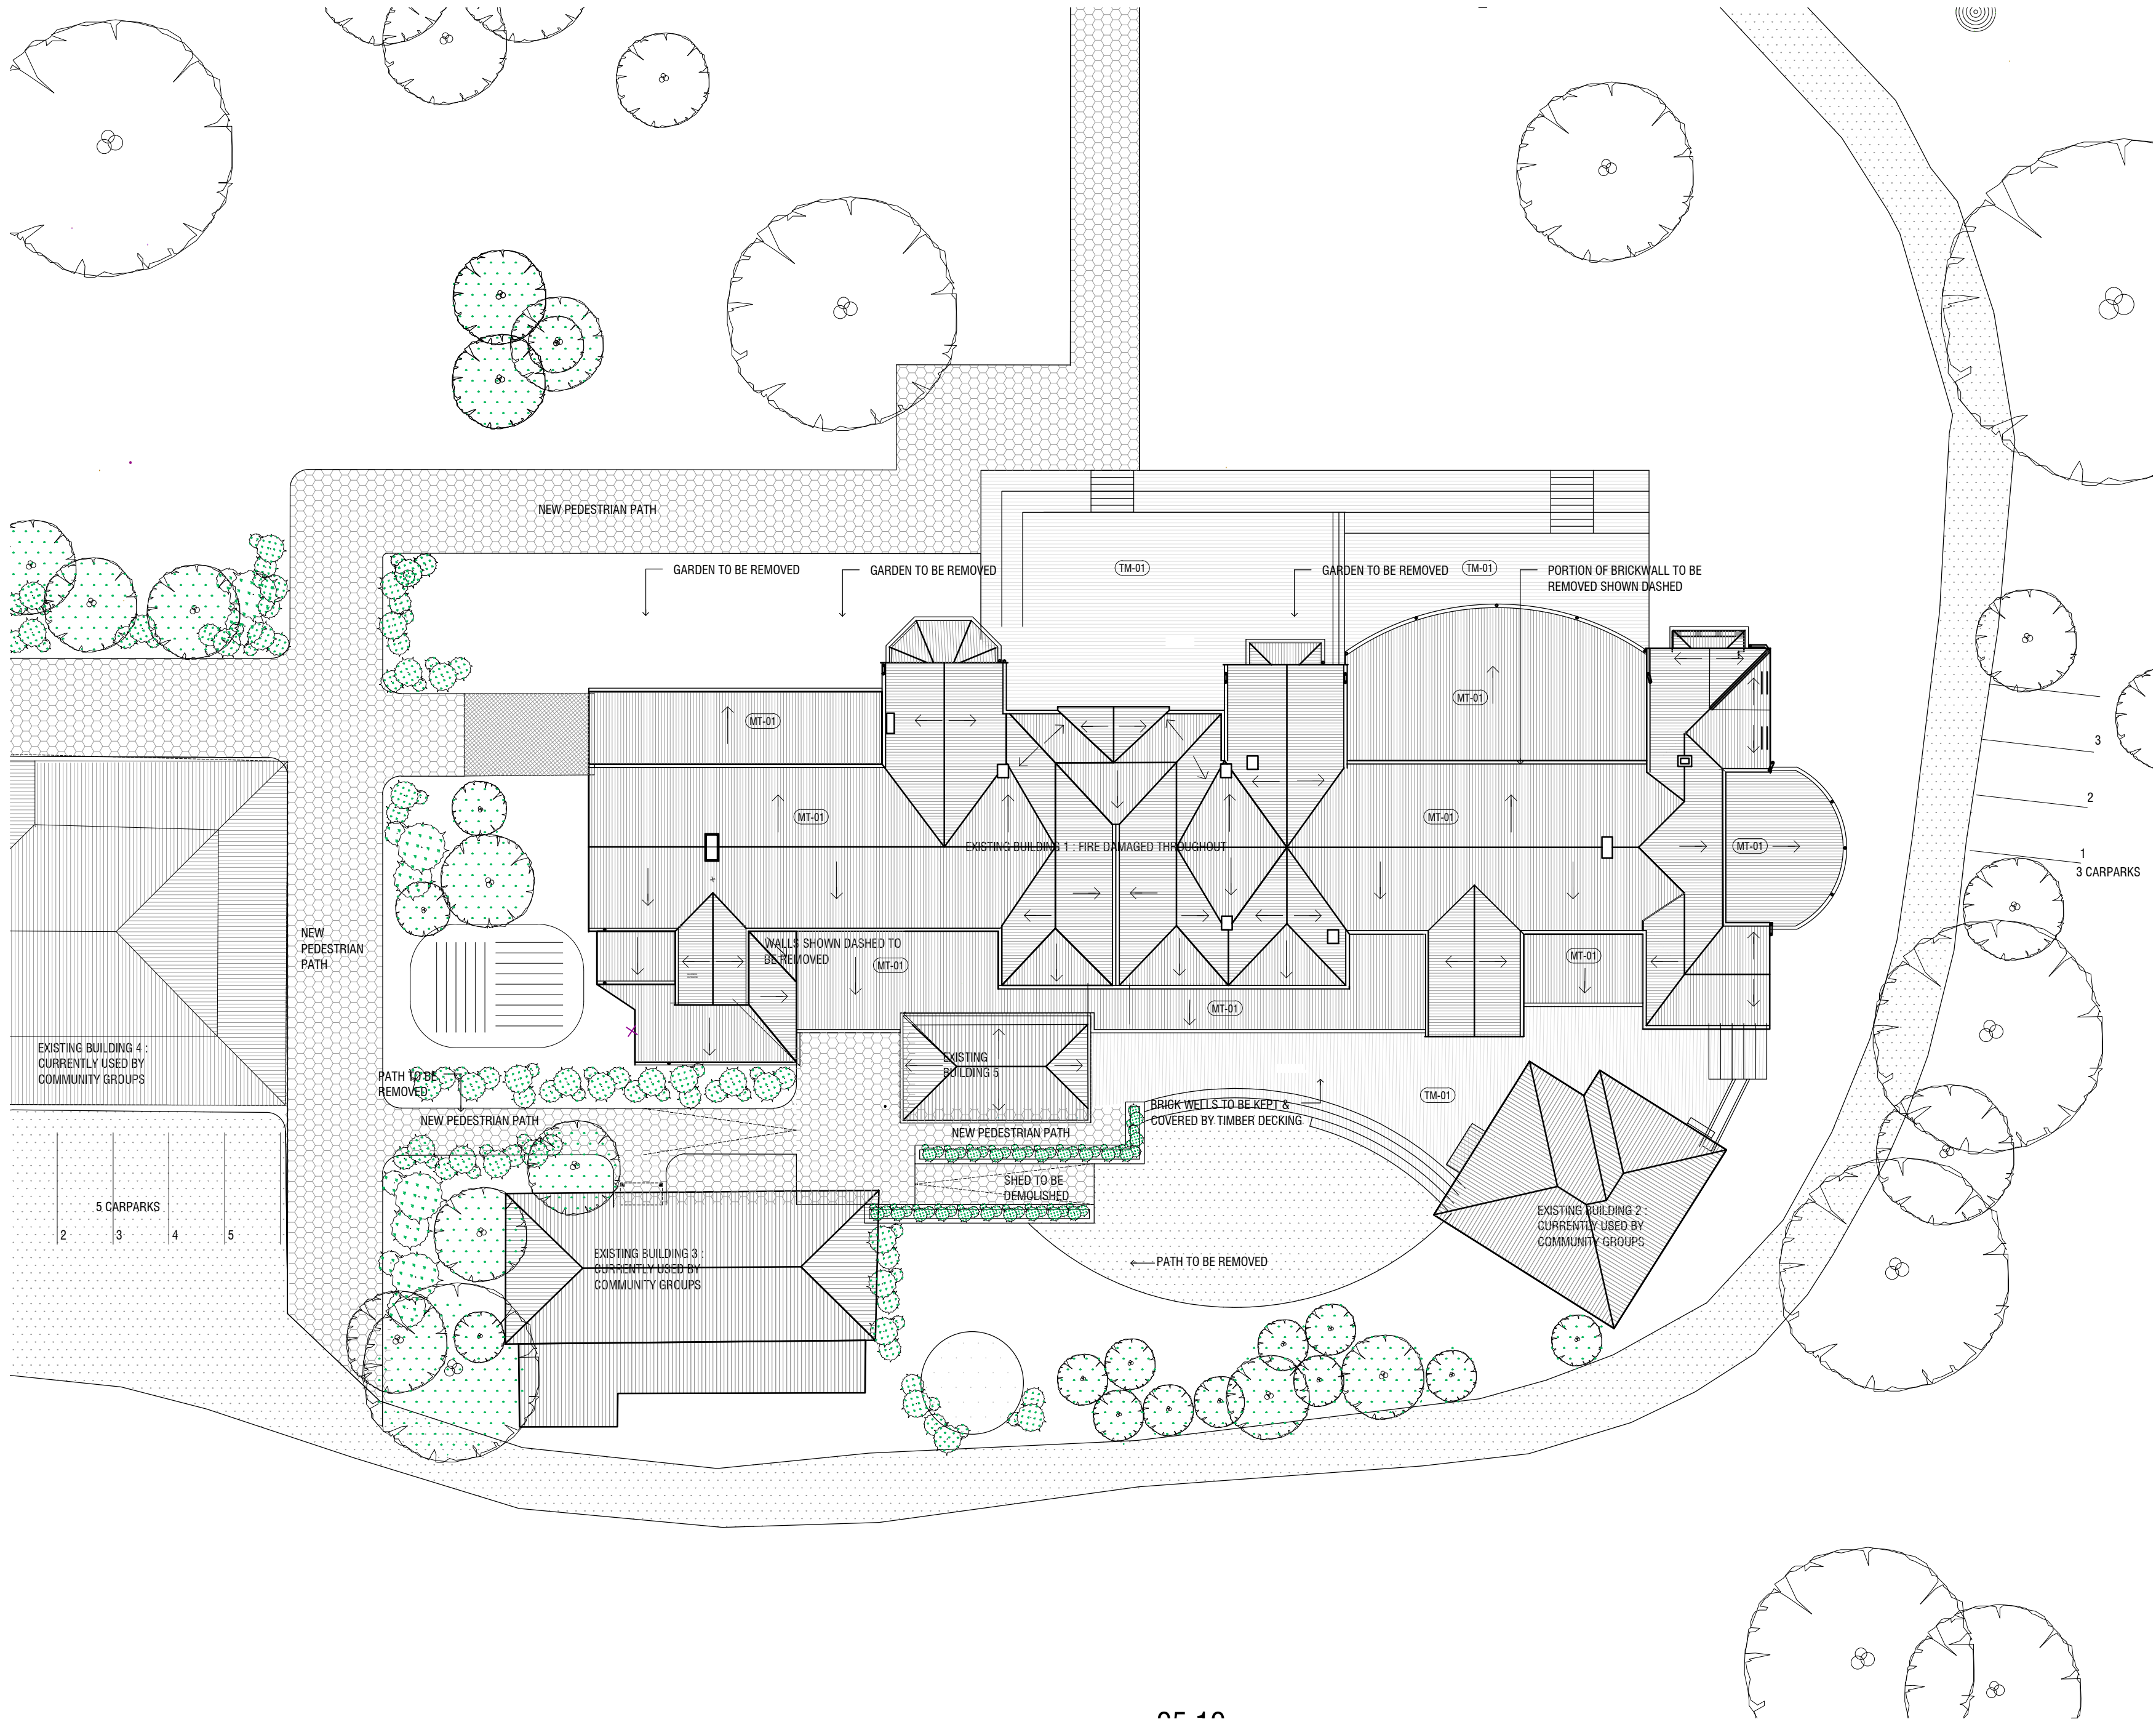 NEW PEDESTRIAN PATH
GARDEN TO BE REMOVED
GARDEN TO BE REMOVED
TM-01
GARDEN TO BE REMOVED
TM-01
PORTION OF BRICKWALL TO BE
REMOVED SHOWN DASHED
MT-01
MT-01
3
2
MT-01
MT-01
EXISTING BUILDING 1 : FIRE DAMAGED THROUGHOUT
MT-01
1
3 CARPARKS
NEW
PEDESTRIAN
PATH
WALLS SHOWN DASHED TO
BE REMOVED
MT-01
MT-01
MT-01
EXISTING BUILDING 4 :
CURRENTLY USED BY
COMMUNITY GROUPS
EXISTING
BUILDING 5
PATH TO BE
REMOVED
TM-01
BRICK WELLS TO BE KEPT &
COVERED BY TIMBER DECKING
NEW PEDESTRIAN PATH
NEW PEDESTRIAN PATH
SHED TO BE
DEMOLISHED
5 CARPARKS
2
3
4
5
EXISTING BUILDING 2 :
CURRENTLY USED BY
COMMUNITY GROUPS
EXISTING BUILDING 3 :
CURRENTLY USED BY
COMMUNITY GROUPS
PATH TO BE REMOVED